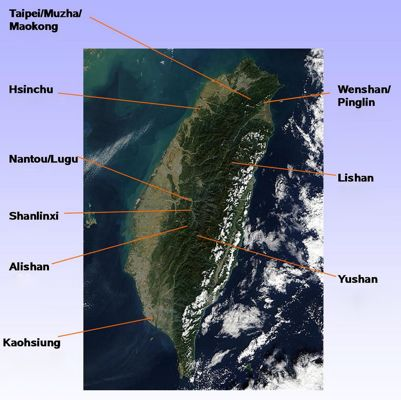 Taipei/Muzha/
Maokong
Hsinchu
Wenshan/
Pinglin
Nantou/Lugu
Lishan
Shanlinxi
Alishan
Yushan
Kaohsiung